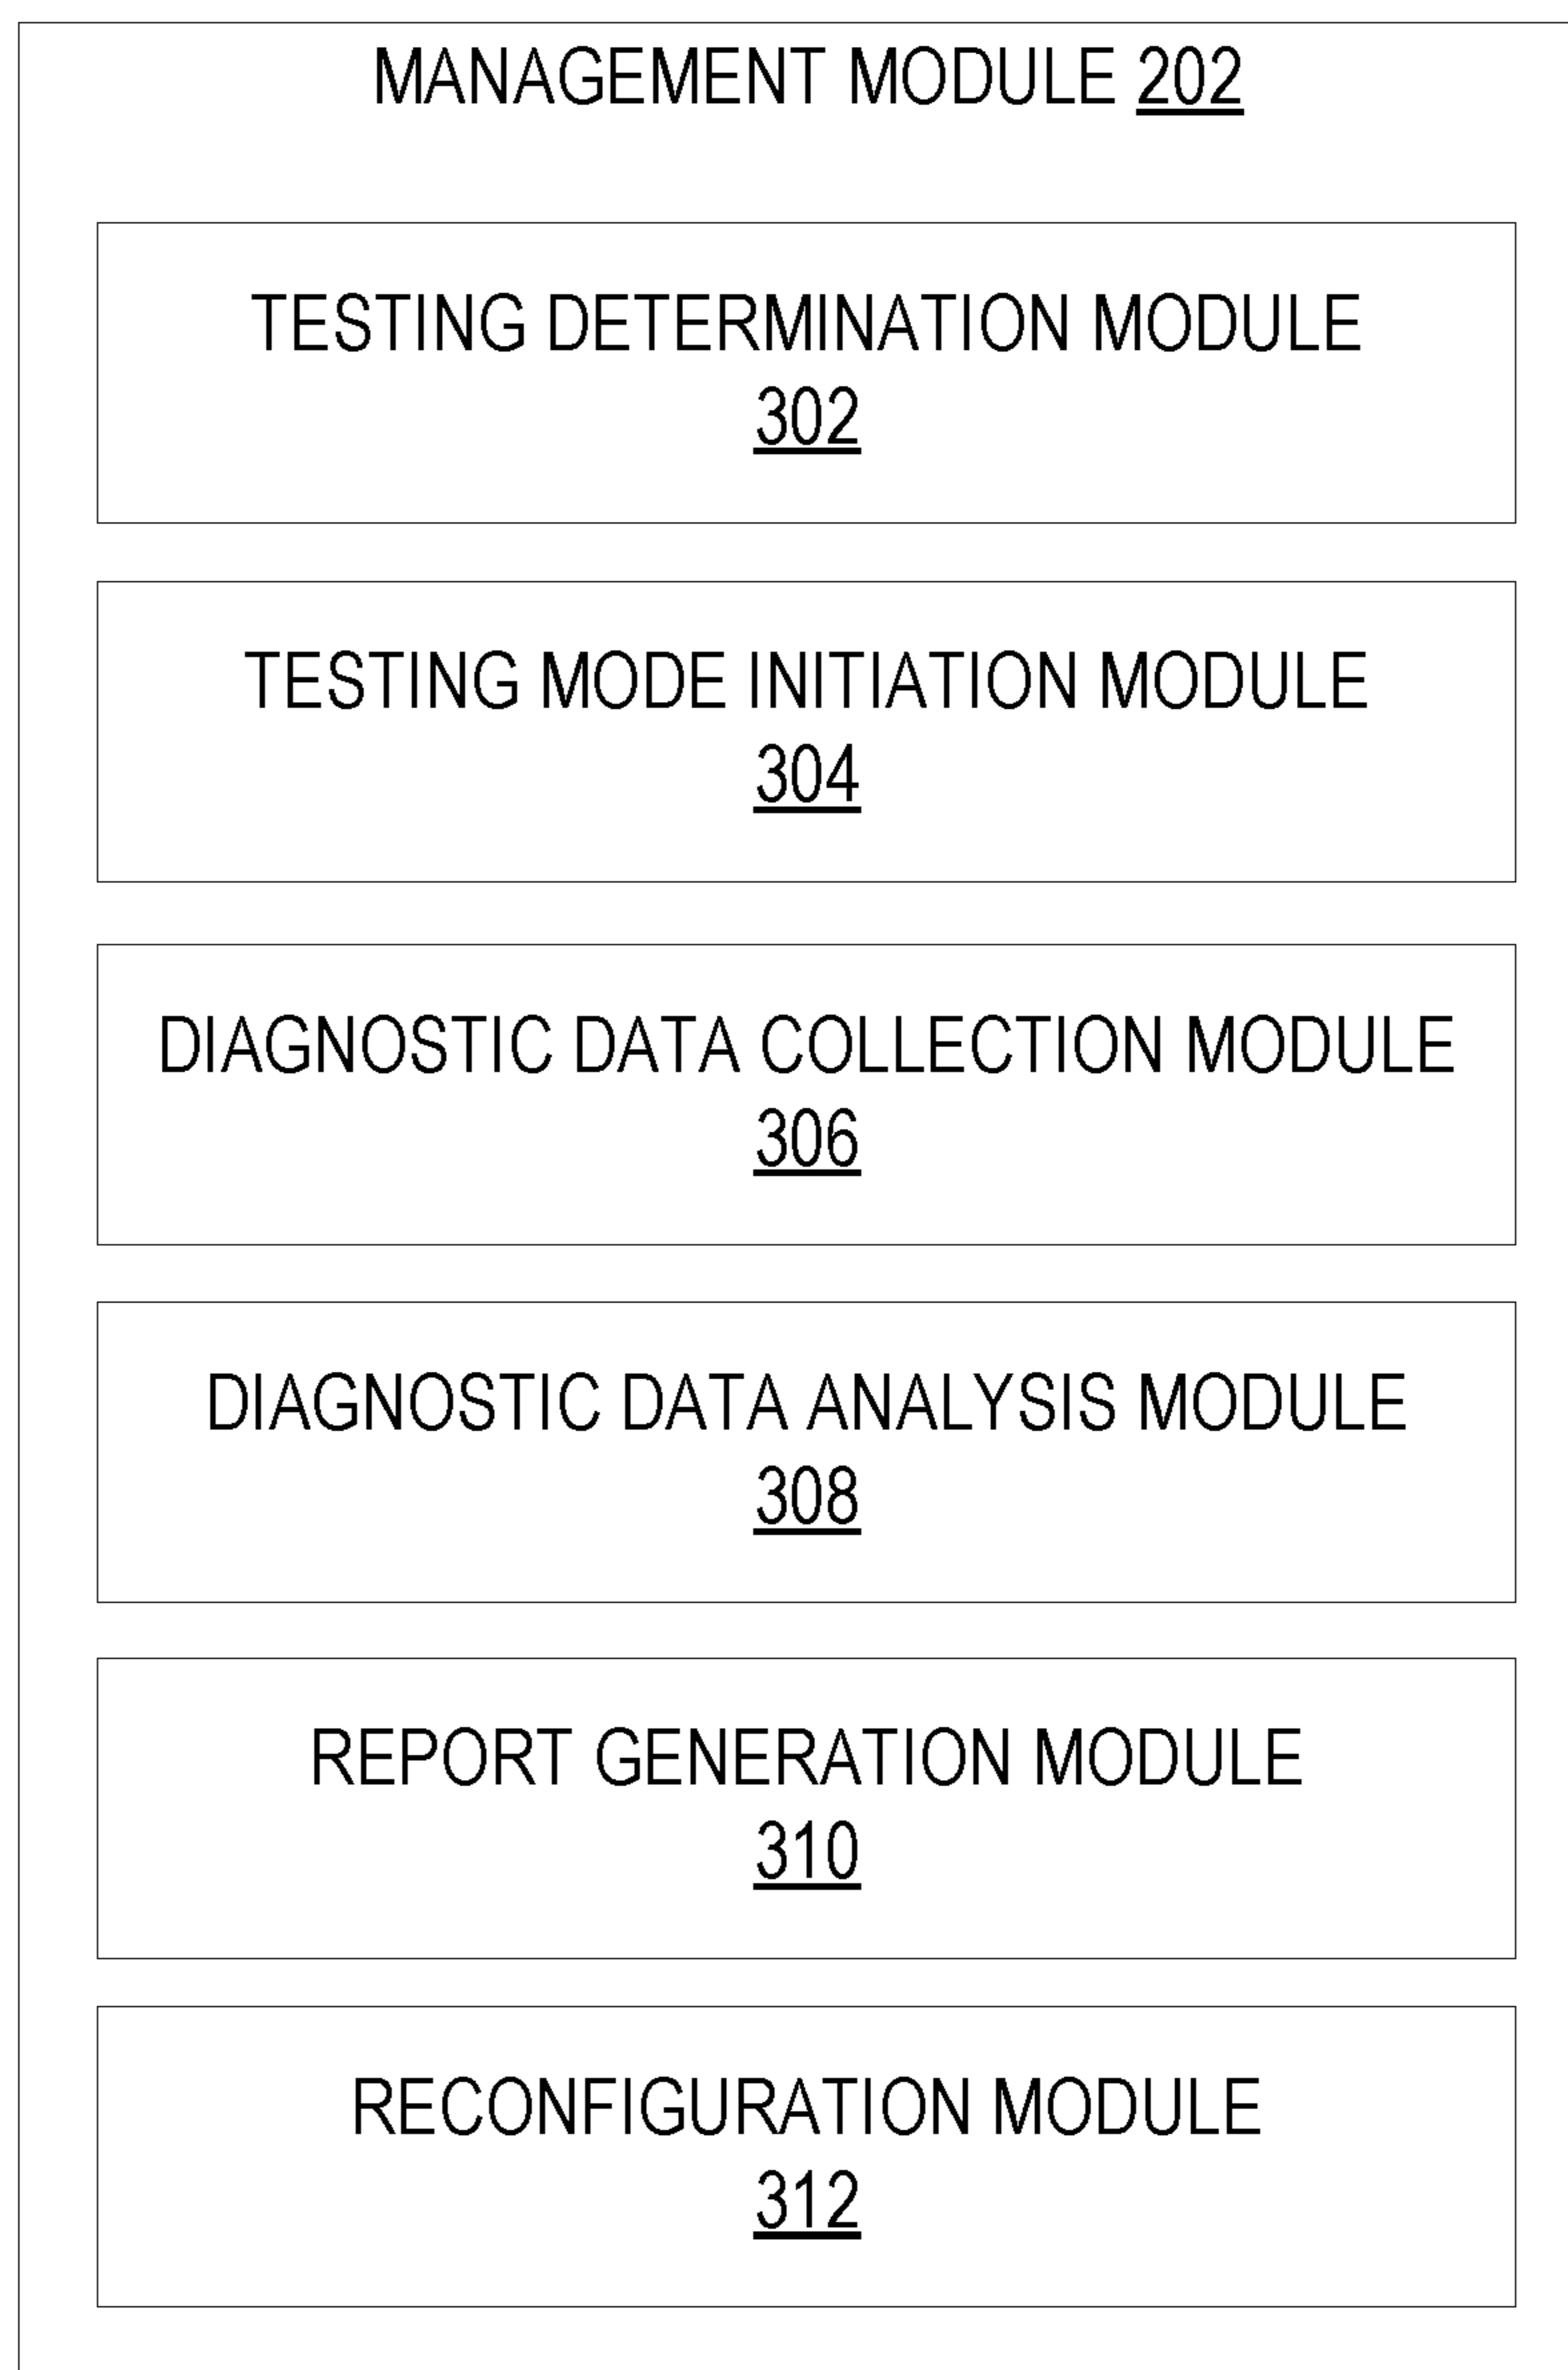 MANAGEMENT MODULE 202
TESTING DETERMINATION MODULE
302
TESTING MODE INITIATION MODULE
304
DIAGNOSTIC DATA COLLECTION MODULE
306
DIAGNOSTIC DATA ANALYSIS MODULE
308
REPORT GENERATION MODULE
310
RECONFIGURATION MODULE
312